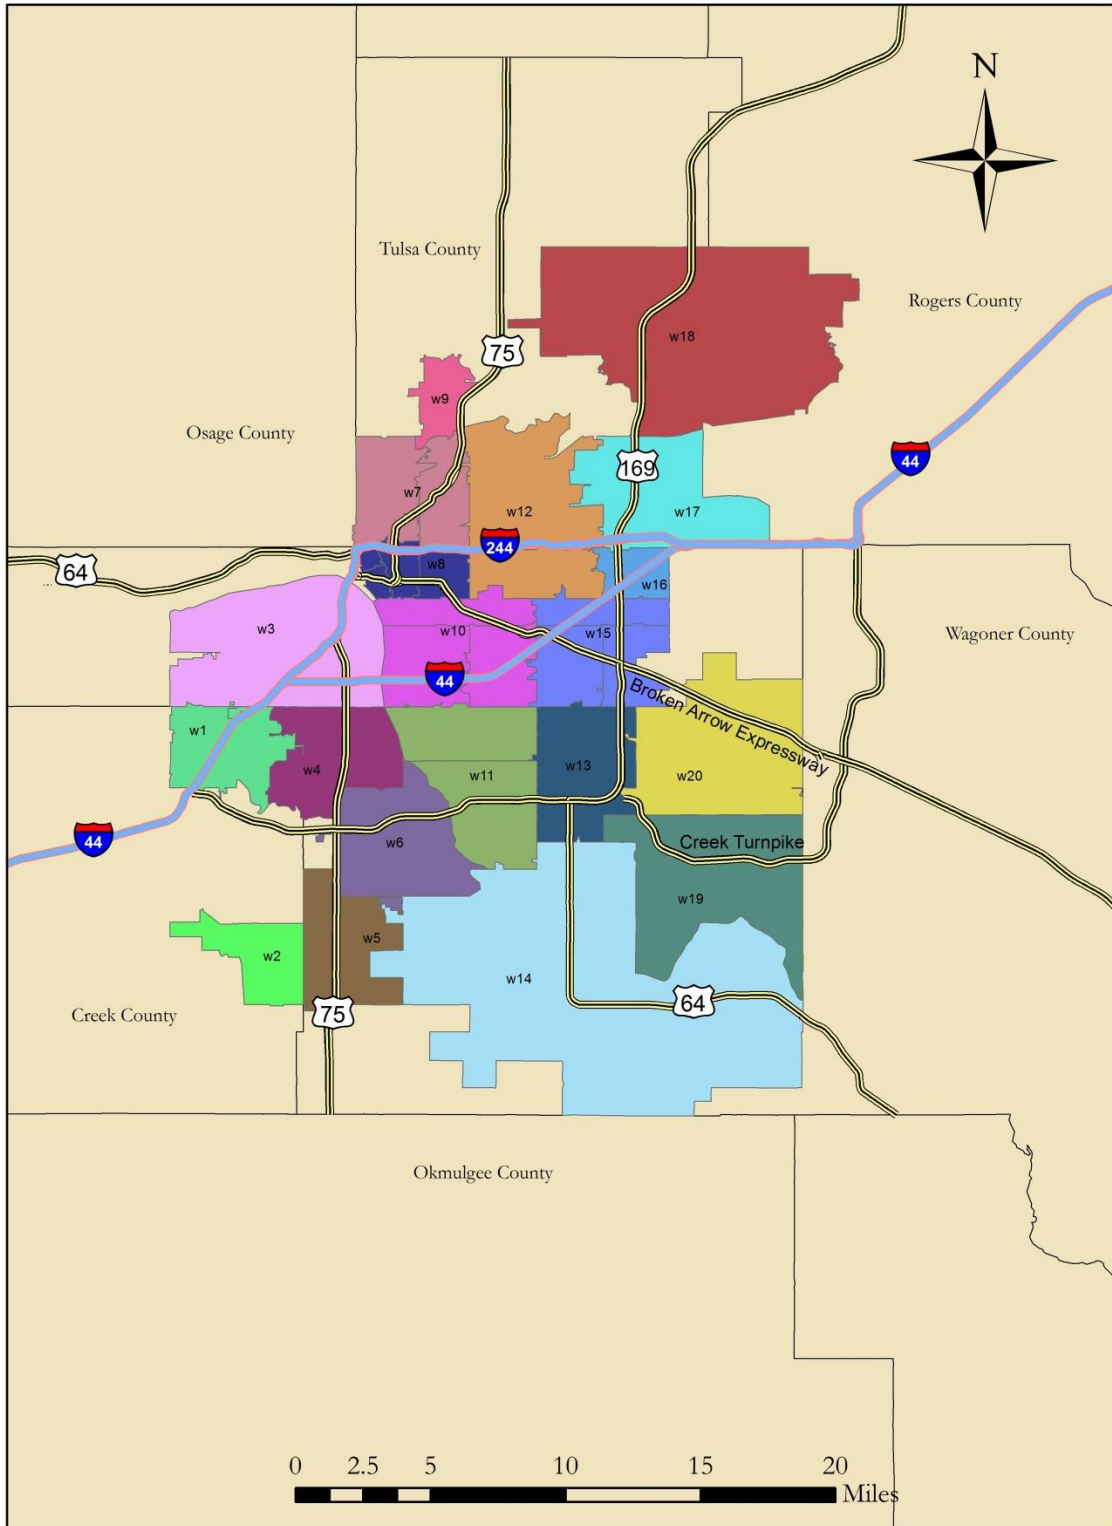 N
Tulsa County
Rogers County
w18
75
w9
Osage County
44
169
w7
w12
w17
244
64
w8
w16
w3
w10
w15
Wagoner County
44
Broken Arrow Expressway
w1
w4
w11
w13
w20
44
w6
Creek Turnpike
w19
w5
w2
w14
64
75
Creek County
Okmulgee County
0 2.5 5 10 15 20
Miles